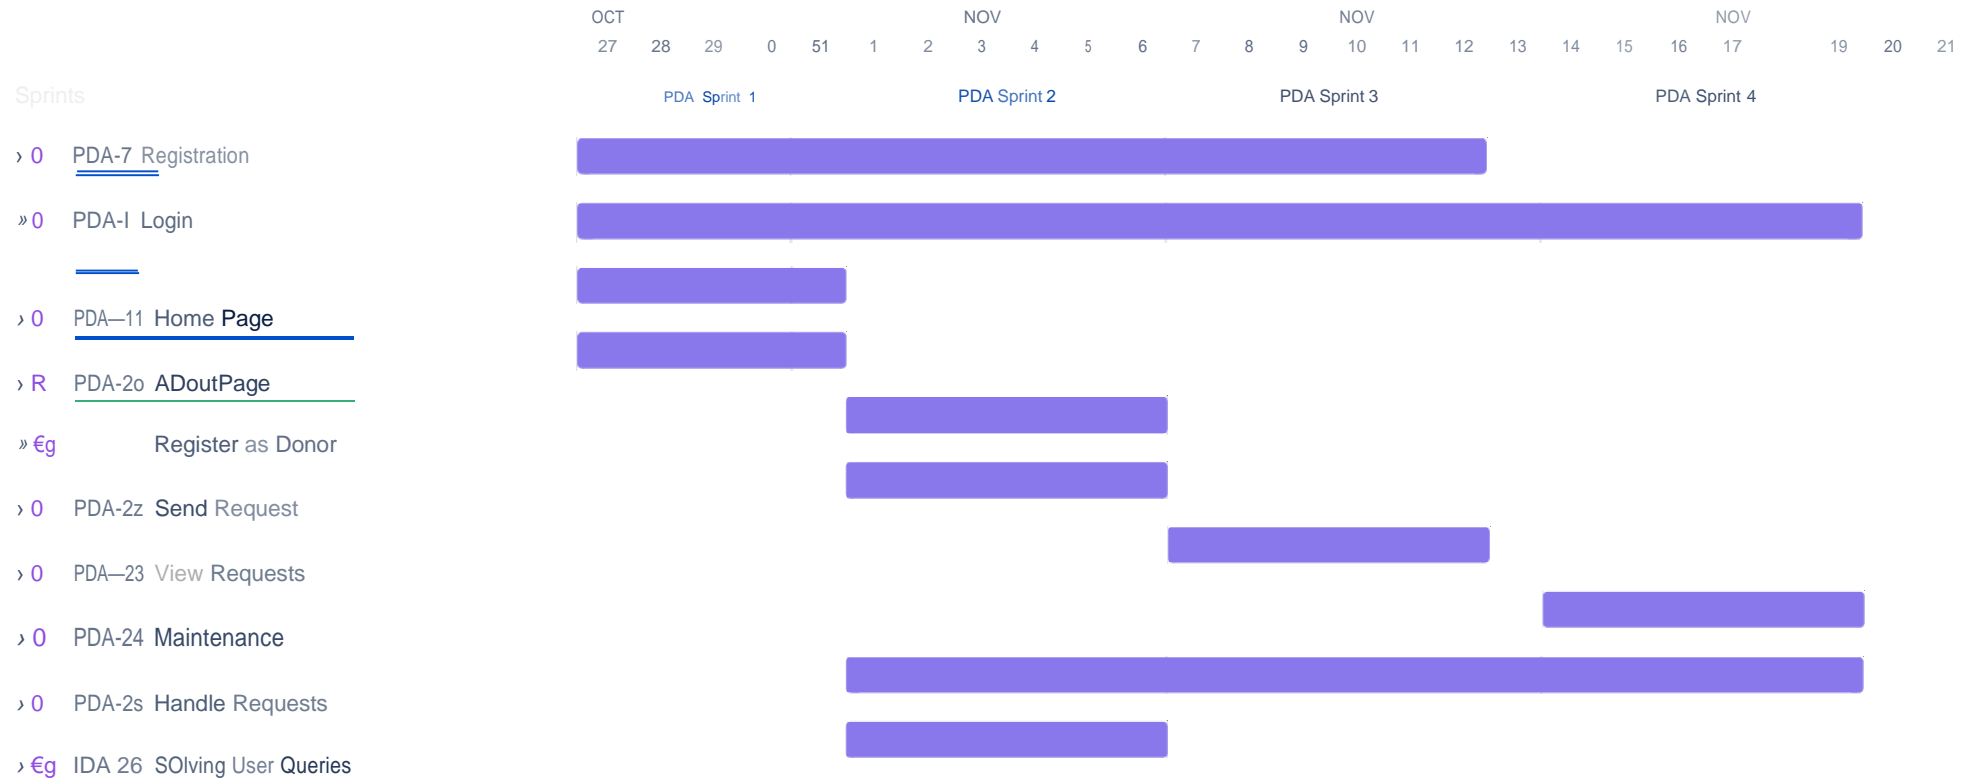 OCT NOV NOV NOV
27 28 29 0 51 1 2 3 4 5 6 7 8 9 10 11 12 13 14 15 16 17 19 20 21
Sprints PDA Sprint 1 PDA Sprint 2 PDA Sprint 3 PDA Sprint 4
› 0 PDA-7 Registration
» 0 PDA-I Login
› 0 PDA—11 Home Page
› R PDA-2o ADoutPage
» €g Register as Donor
› 0 PDA-2z Send Request
› 0 PDA—23 View Requests
› 0 PDA-24 Maintenance
› 0 PDA-2s Handle Requests
› €g IDA 26 SOlving User Queries